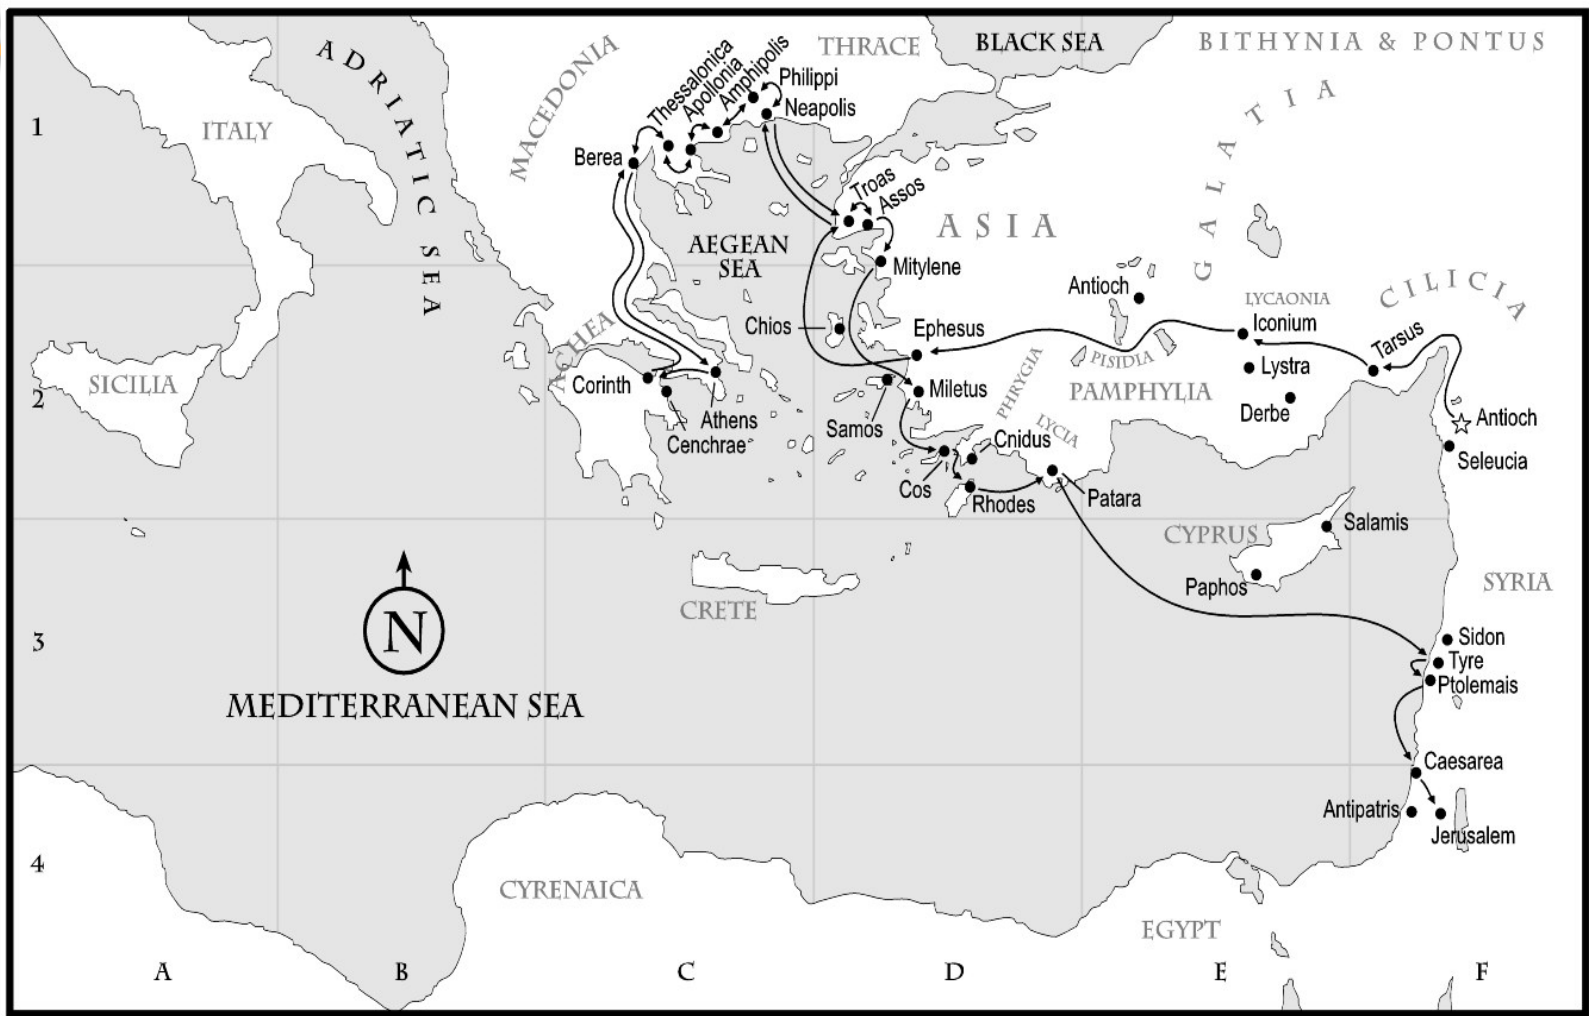 ADRIATIC SEA
MACEDONIA
THRACE
BLACK SEA
BITHYNIA & PONTUS
GALATIA
1
ITALY
Thessalonica
Apollonia
Amphipolis
Philippi
Neapolis
Berea
Troas
Assos
ASIA
AEGEAN
SEA
Mitylene
Antioch
LYCAONIA
CILICIA
Chios
Ephesus
Iconium
Tarsus
ACHEA
PISIDIA
PHRYGIA
SICILIA
2
Corinth
Miletus
PAMPHYLIA
Lystra
Derbe
Athens
Cenchrae
Samos
LYCIA
Cnidus
Antioch
Seleucia
Cos
Rhodes
Patara
CYPRUS
Salamis
Paphos
SYRIA
CRETE
N
3
MEDITERRANEAN SEA
Sidon
Tyre
Ptolemais
Caesarea
Antipatris
Jerusalem
4
CYRENAICA
EGYPT
A
B
C
D
E
F